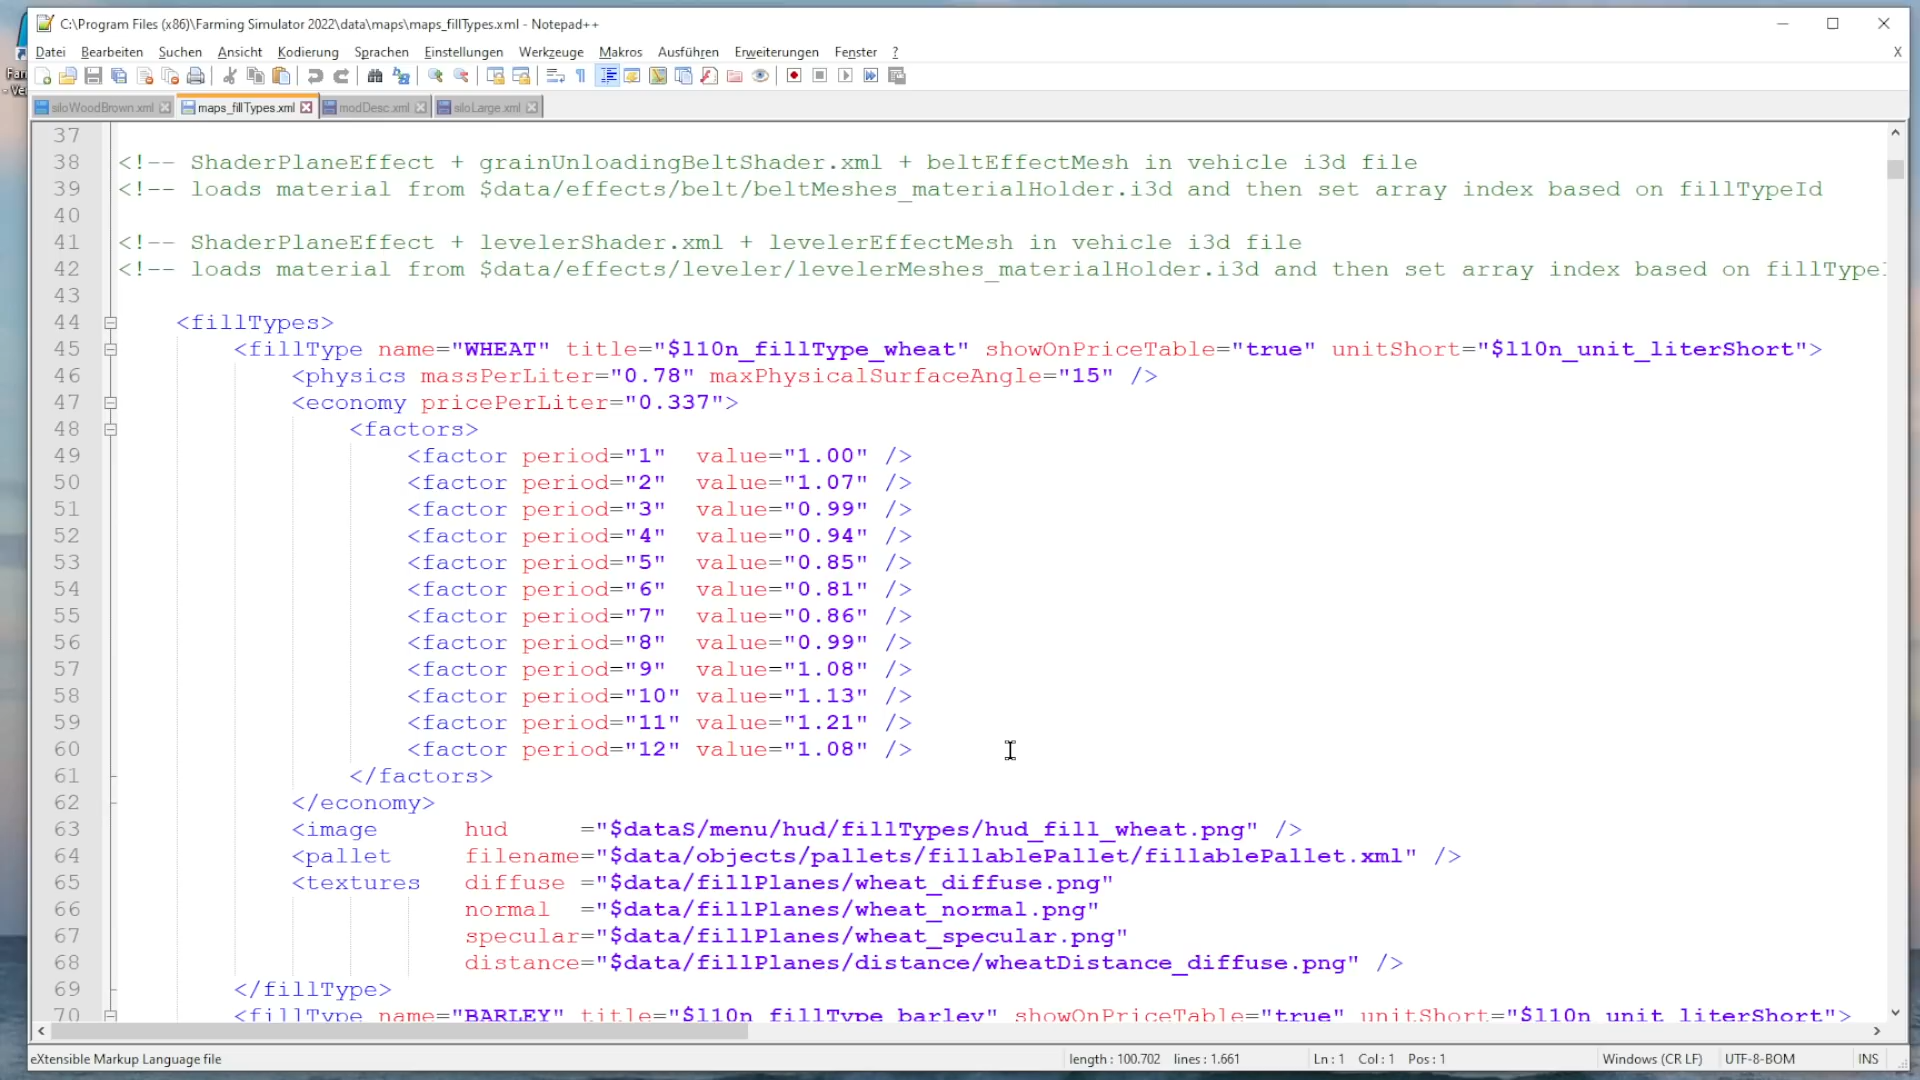 C:\Program Files (x86)\Farming Simulator 2022\data\maps\maps_fillTypes.xml - Notepad++
Datei Bearbeiten Suchen Ansicht Kodierung Sprachen Einstellungen Werkzeuge Makros Ausführen Erweiterungen Fenster ? X
siloWoodBrown.xml maps_fillTypes.xml modDesc.xml siloLarge.xml
37
38 <!-- ShaderPlaneEffect + grainUnloadingBeltShader.xml + beltEffectMesh in vehicle i3d file
39 <!-- loads material from $data/effects/belt/beltMeshes_materialHolder.i3d and then set array index based on fillTypeId
40
41 <!-- ShaderPlaneEffect + levelerShader.xml + levelerEffectMesh in vehicle i3d file
42 <!-- loads material from $data/effects/leveler/levelerMeshes_materialHolder.i3d and then set array index based on fillTypeI
43
44 <fillTypes>
45 <fillType name="WHEAT" title="$l10n_fillType_wheat" showOnPriceTable="true" unitShort="$l10n_unit_literShort">
46 <physics massPerLiter="0.78" maxPhysicalSurfaceAngle="15" />
47 <economy pricePerLiter="0.337">
48 <factors>
49 <factor period="1" value="1.00" />
50 <factor period="2" value="1.07" />
51 <factor period="3" value="0.99" />
52 <factor period="4" value="0.94" />
53 <factor period="5" value="0.85" />
54 <factor period="6" value="0.81" />
55 <factor period="7" value="0.86" />
56 <factor period="8" value="0.99" />
57 <factor period="9" value="1.08" />
58 <factor period="10" value="1.13" />
59 <factor period="11" value="1.21" />
60 <factor period="12" value="1.08" />
61 </factors>
62 </economy>
63 <image hud ="$dataS/menu/hud/fillTypes/hud_fill_wheat.png" />
64 <pallet filename="$data/objects/pallets/fillablePallet/fillablePallet.xml" />
65 <textures diffuse ="$data/fillPlanes/wheat_diffuse.png"
66 normal ="$data/fillPlanes/wheat_normal.png"
67 specular="$data/fillPlanes/wheat_specular.png"
68 distance="$data/fillPlanes/distance/wheatDistance_diffuse.png" />
69 </fillType>
70 <fillType name="BARLEY" title="$l10n_fillType_barley" showOnPriceTable="true" unitShort="$l10n_unit_literShort">
eXtensible Markup Language file length : 100.702 lines : 1.661 Ln : 1 Col : 1 Pos : 1 Windows (CR LF) UTF-8-BOM INS